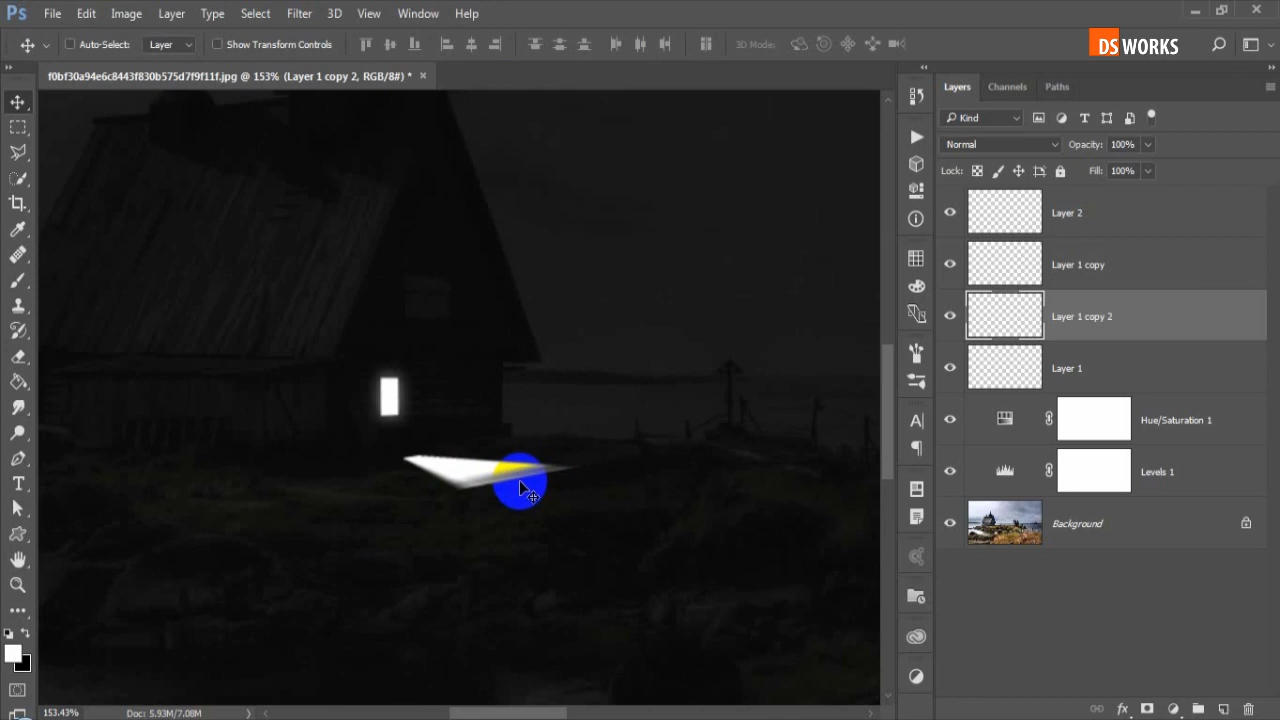 Ps File Edit Image Layer Type Select Filter 3D View Window Help
Auto-Select: Layer Show Transform Controls 3D Mode: DS WORKS
f0bf30a94e6c8443f830b575d7f9f11f.jpg @ 153% (Layer 1 copy 2, RGB/8#) *
Layers Channels Paths
Kind
Normal Opacity: 100%
Lock: Fill: 100%
Layer 2
Layer 1 copy
Layer 1 copy 2
Layer 1
Hue/Saturation 1
Levels 1
Background
153.43% Doc: 5.93M/7.08M